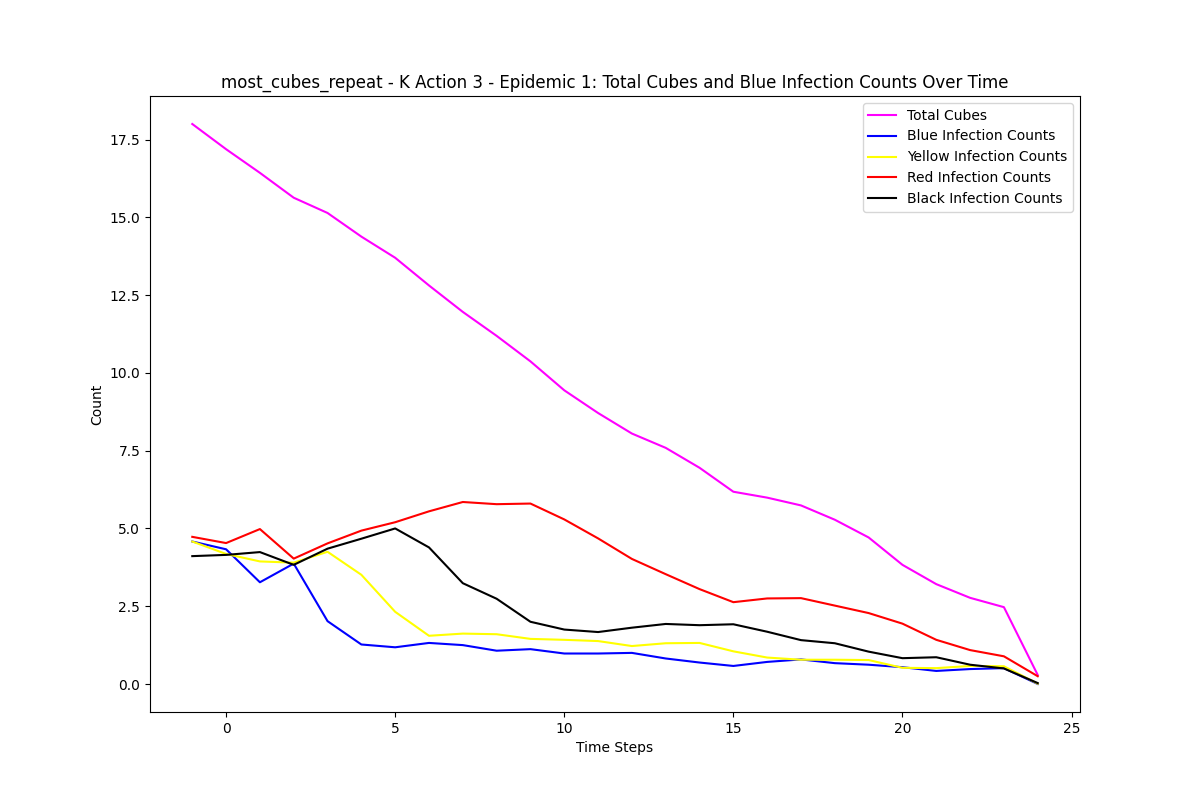 most_cubes_repeat - K Action 3 - Epidemic 1: Total Cubes and Blue Infection Counts Over Time
Total Cubes
Blue Infection Counts
Yellow Infection Counts
Red Infection Counts
Black Infection Counts
17.5
15.0
12.5
10.0
7.5
5.0
2.5
0.0
Count
0
5
10
15
20
25
Time Steps